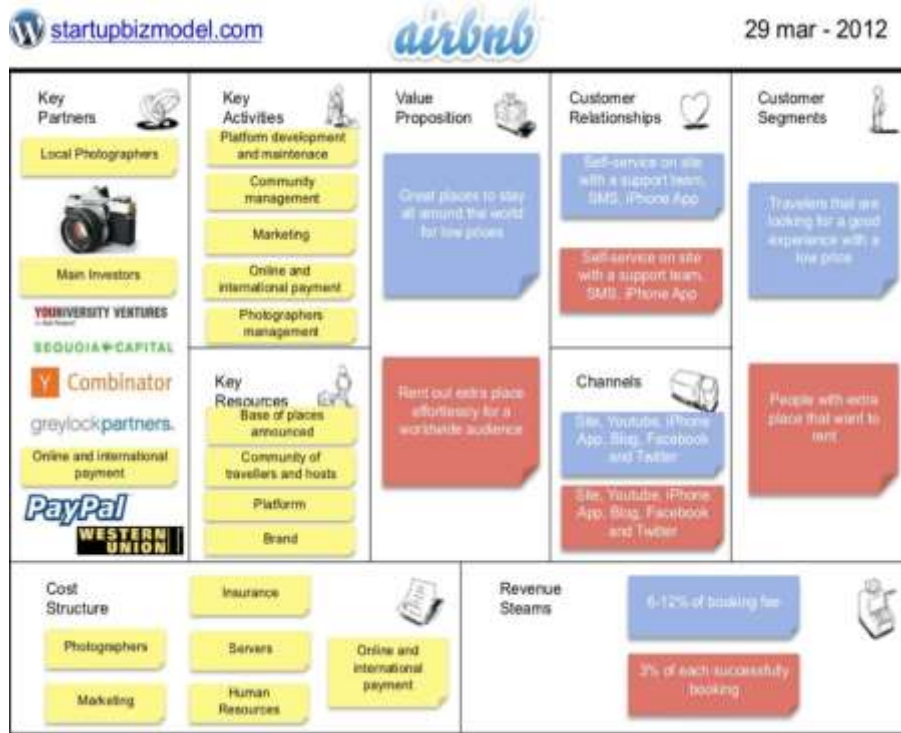 startupbizmodel.com
airbnb
29 mar - 2012
Key
Partners
Local Photographers
Main Investors
YOUNIVERSITY VENTURES
SEQUOIA CAPITAL
Y Combinator
greylockpartners.
Online and international
payment
PayPal
WESTERN
UNION
Key
Activities
Platform development
and maintenace
Community
management
Marketing
Online and
international payment
Photographers
management
Key
Resources
Base of places
announced
Community of
travellers and hosts
Platform
Brand
Value
Proposition
Great places to stay
all around the world
for low prices
Rent out extra place
effortlessly for a
worldwide audience
Customer
Relationships
Self-service on site
with a support team,
SMS, iPhone App
Self-service on site
with a support team,
SMS, iPhone App
Channels
Site, Youtube, iPhone
App, Blog, Facebook
and Twitter
Site, Youtube, iPhone
App, Blog, Facebook
and Twitter
Customer
Segments
Travelers that are
looking for a good
experience with a
low price
People with extra
place that want to
rent
Cost
Structure
Photographers
Marketing
Insurance
Servers
Human
Resources
Online and
international
payment
Revenue
Steams
6-12% of booking fee
3% of each successfully
booking